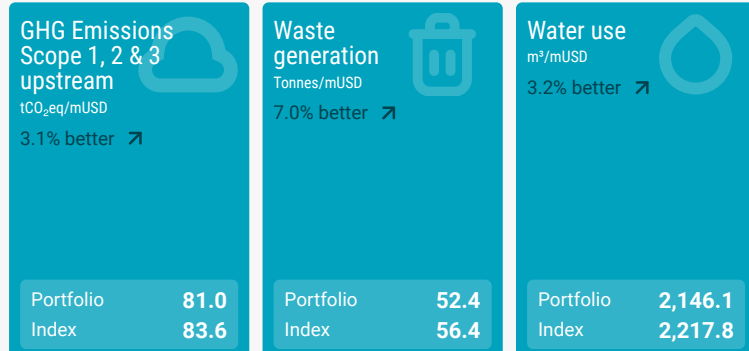 GHG Emissions
Scope 1, 2 & 3
upstream
tCO₂eq/mUSD
3.1% better
Portfolio 81.0
Index 83.6
Waste
generation
Tonnes/mUSD
7.0% better
Portfolio 52.4
Index 56.4
Water use
m³/mUSD
3.2% better
Portfolio 2,146.1
Index 2,217.8